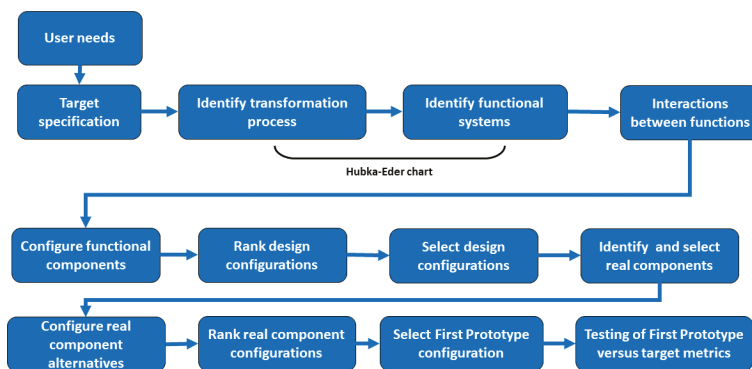 User needs
Target
specification
Identify transformation
process
Identify functional
systems
Interactions
between functions
Hubka-Eder chart
Configure functional
components
Rank design
configurations
Select design
configurations
Identify and select
real components
Configure real
component
alternatives
Rank real component
configurations
Select First Prototype
configuration
Testing of First Prototype
versus target metrics